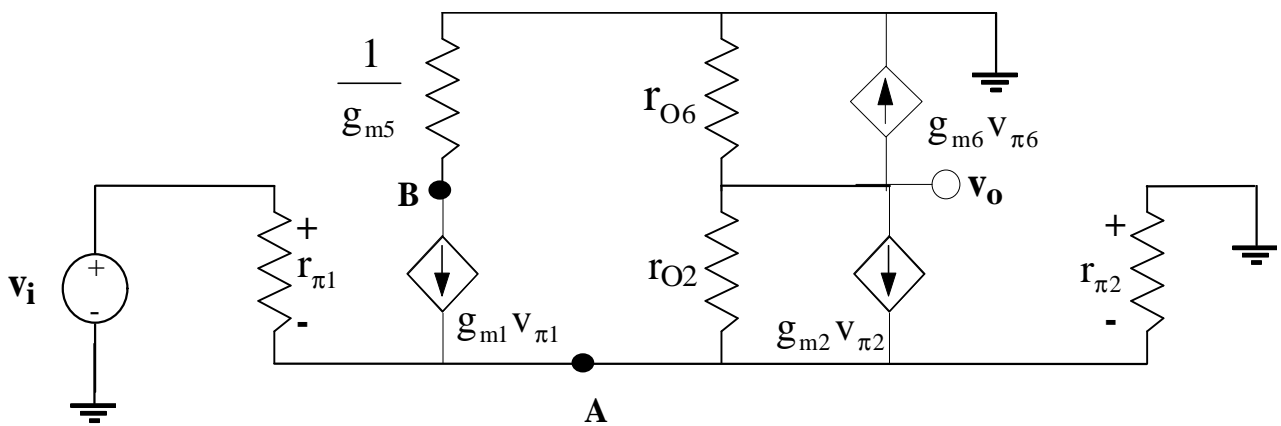 1
g_m5
r_O6
g_m6 v_π6
B
v_o
v_i
+
-
+
r_π1
-
g_m1 v_π1
r_O2
g_m2 v_π2
+
r_π2
-
A